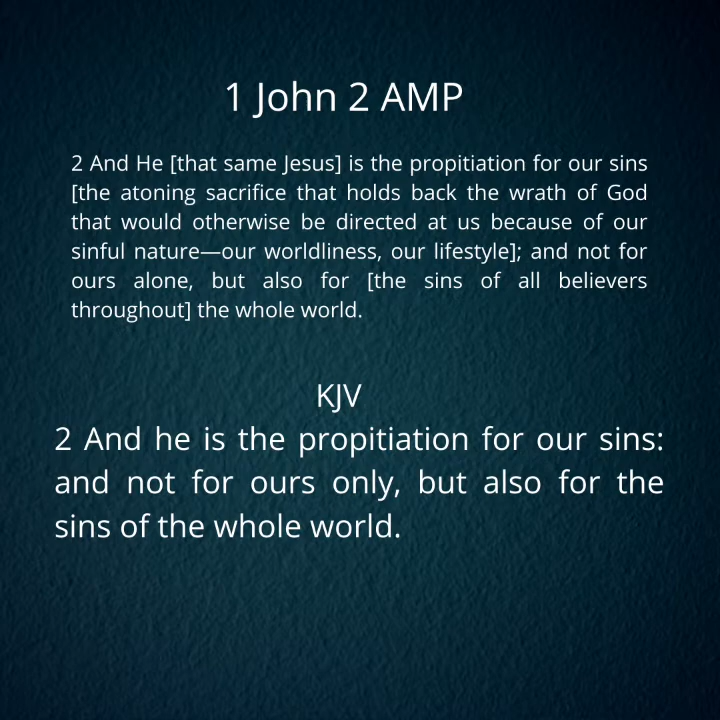 1 John 2 AMP
2 And He [that same Jesus] is the propitiation for our sins
[the atoning sacrifice that holds back the wrath of God
that would otherwise be directed at us because of our
sinful nature—our worldliness, our lifestyle]; and not for
ours alone, but also for [the sins of all believers
throughout] the whole world.
KJV
2 And he is the propitiation for our sins:
and not for ours only, but also for the
sins of the whole world.